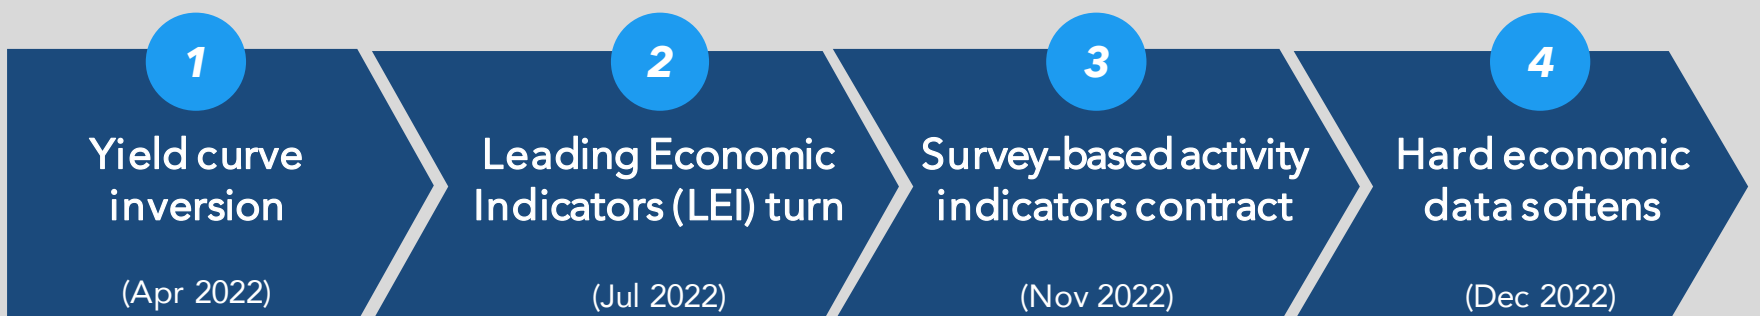 1
Yield curve
inversion
(Apr 2022)
2
Leading Economic
Indicators (LEI) turn
(Jul 2022)
3
Survey-based activity
indicators contract
(Nov 2022)
4
Hard economic
data softens
(Dec 2022)